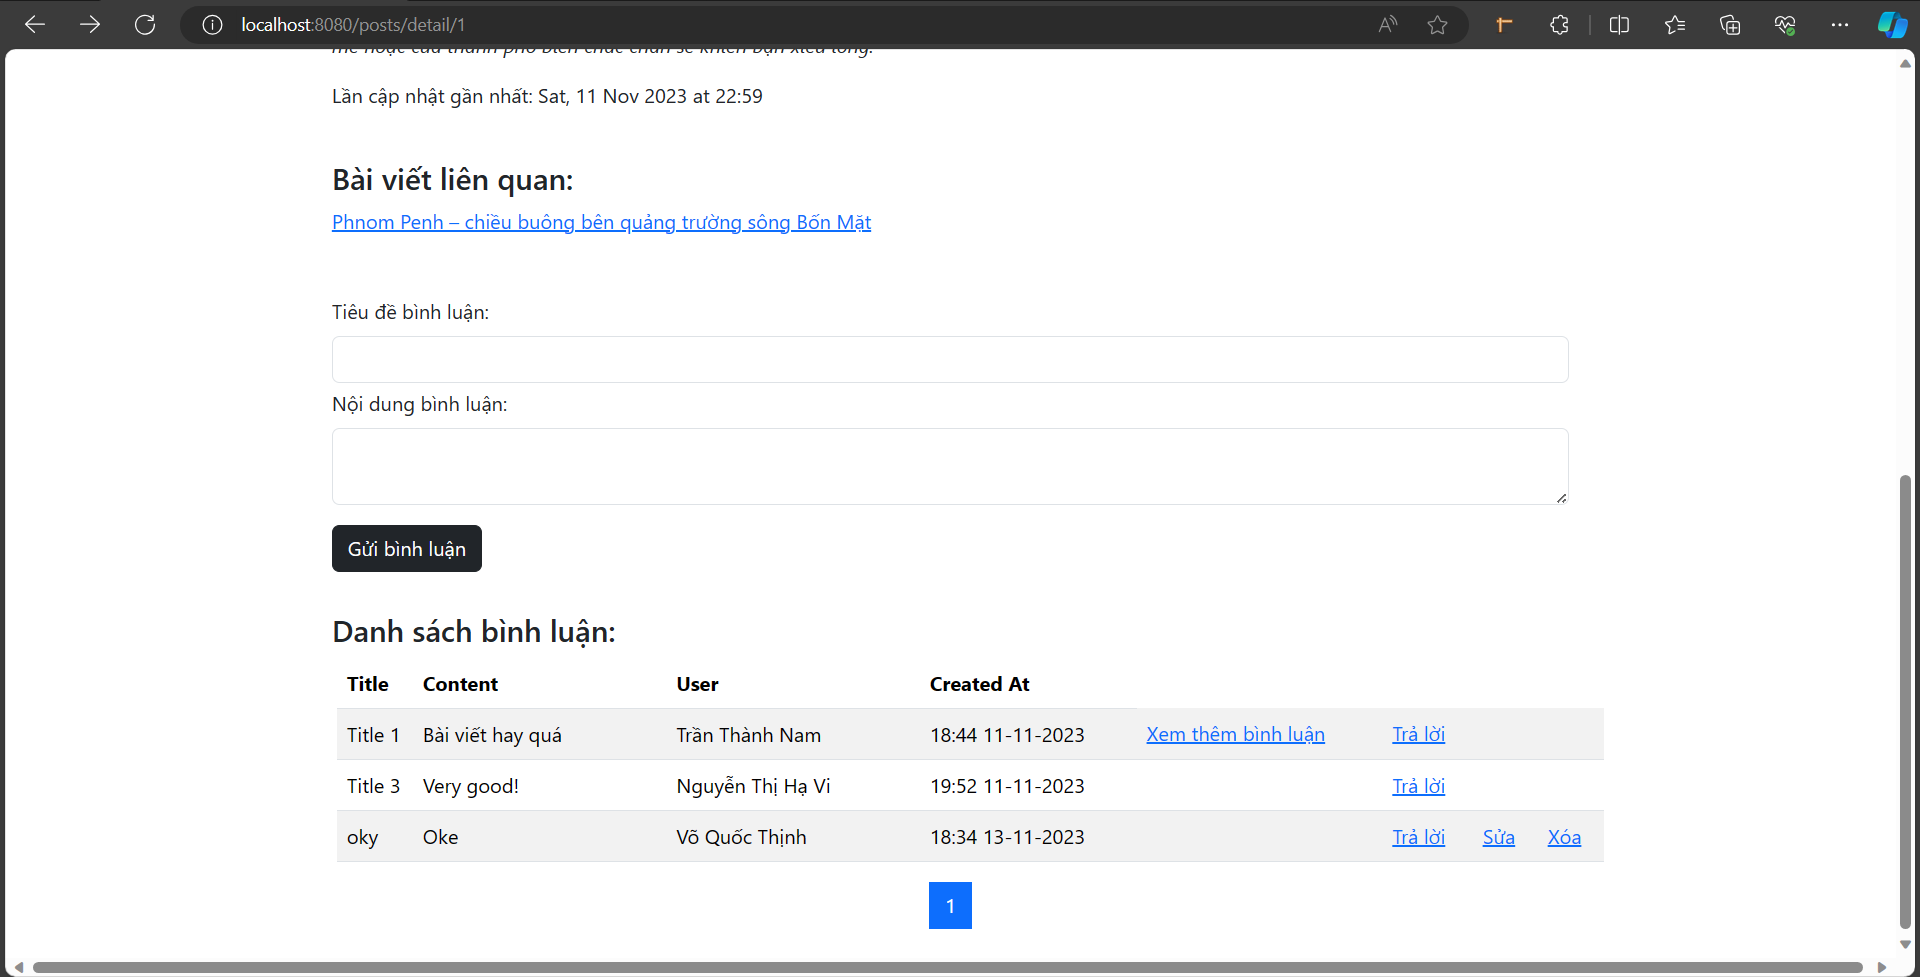 localhost:8080/posts/detail/1
Lần cập nhật gần nhất: Sat, 11 Nov 2023 at 22:59
Bài viết liên quan:
Phnom Penh – chiều buông bên quảng trường sông Bốn Mặt
Tiêu đề bình luận:
Nội dung bình luận:
Gửi bình luận
Danh sách bình luận:
Title Content User Created At
Title 1 Bài viết hay quá Trần Thành Nam 18:44 11-11-2023 Xem thêm bình luận Trả lời
Title 3 Very good! Nguyễn Thị Hạ Vi 19:52 11-11-2023 Trả lời
oky Oke Võ Quốc Thịnh 18:34 13-11-2023 Trả lời Sửa Xóa
1